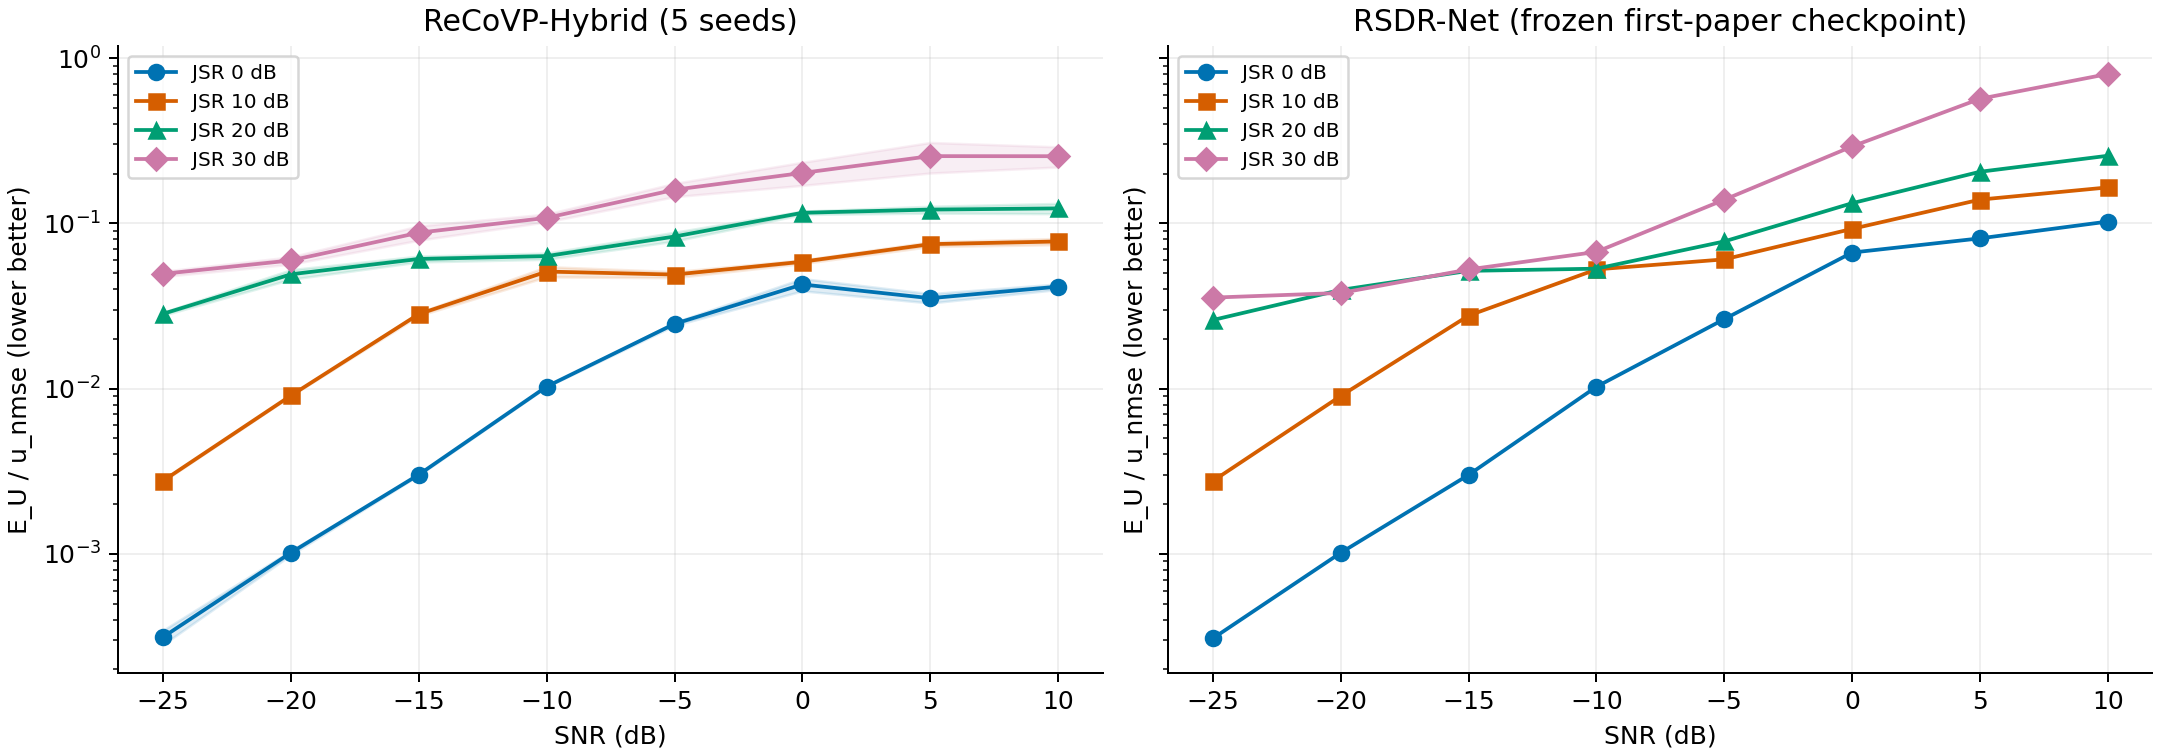 ReCoVP-Hybrid (5 seeds)
JSR 0 dB
JSR 10 dB
JSR 20 dB
JSR 30 dB
E_U / u_nmse (lower better)
10⁰
10⁻¹
10⁻²
10⁻³
−25 −20 −15 −10 −5 0 5 10
SNR (dB)
RSDR-Net (frozen first-paper checkpoint)
JSR 0 dB
JSR 10 dB
JSR 20 dB
JSR 30 dB
E_U / u_nmse (lower better)
−25 −20 −15 −10 −5 0 5 10
SNR (dB)